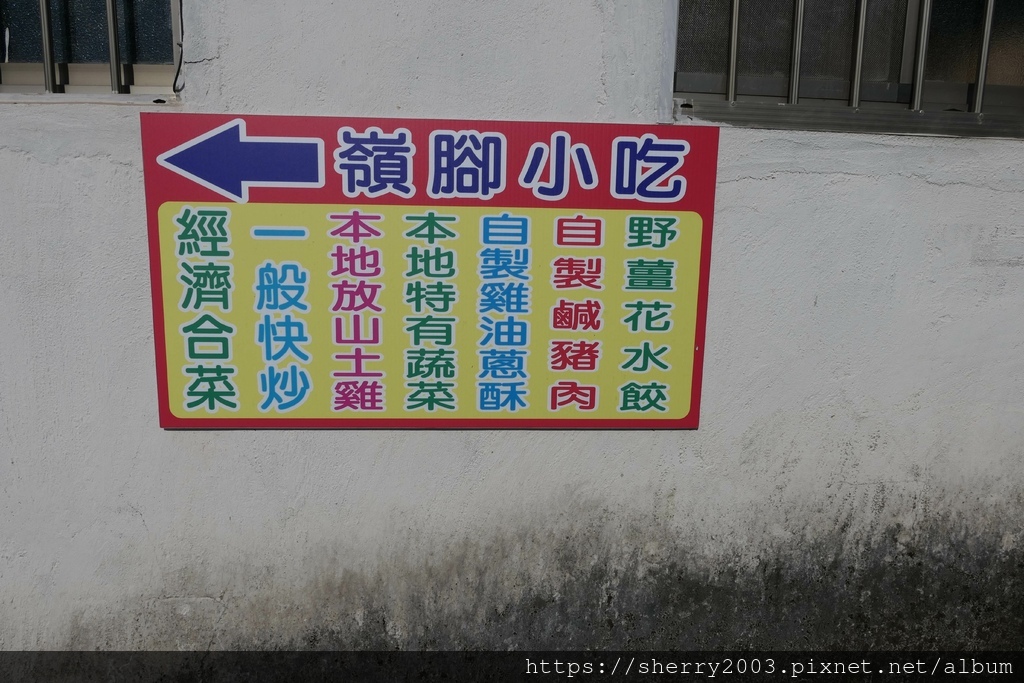 嶺腳小吃
野薑花水餃
自製鹹豬肉
自製雞油蔥酥
本地特有蔬菜
本地放山土雞
一般快炒
經濟合菜
https://sherry2003.pixnet.net/album